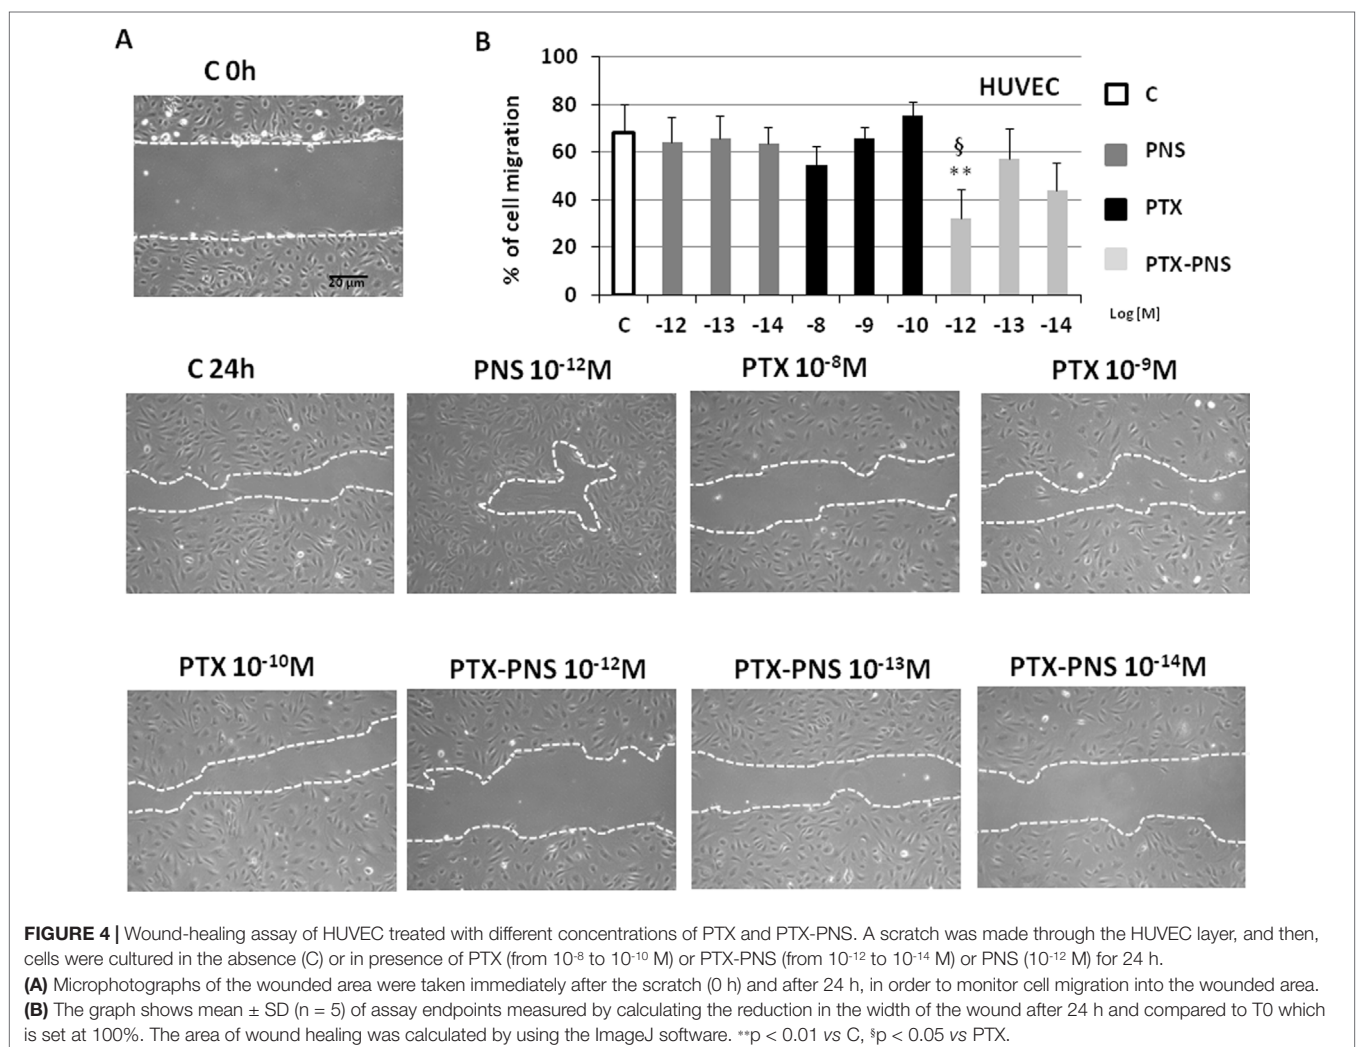 A
C 0h
20 µm
B
100
80
60
40
20
0
% of cell migration
HUVEC
§
**
C
-12
-13
-14
-8
-9
-10
-12
-13
-14
C
PNS
PTX
PTX-PNS
Log [M]
C 24h
PNS 10⁻¹²M
PTX 10⁻⁸M
PTX 10⁻⁹M
PTX 10⁻¹⁰M
PTX-PNS 10⁻¹²M
PTX-PNS 10⁻¹³M
PTX-PNS 10⁻¹⁴M
FIGURE 4 | Wound-healing assay of HUVEC treated with different concentrations of PTX and PTX-PNS. A scratch was made through the HUVEC layer, and then,
cells were cultured in the absence (C) or in presence of PTX (from 10⁻⁸ to 10⁻¹⁰ M) or PTX-PNS (from 10⁻¹² to 10⁻¹⁴ M) or PNS (10⁻¹² M) for 24 h.
(A) Microphotographs of the wounded area were taken immediately after the scratch (0 h) and after 24 h, in order to monitor cell migration into the wounded area.
(B) The graph shows mean ± SD (n = 5) of assay endpoints measured by calculating the reduction in the width of the wound after 24 h and compared to T0 which
is set at 100%. The area of wound healing was calculated by using the ImageJ software. **p < 0.01 vs C, §p < 0.05 vs PTX.